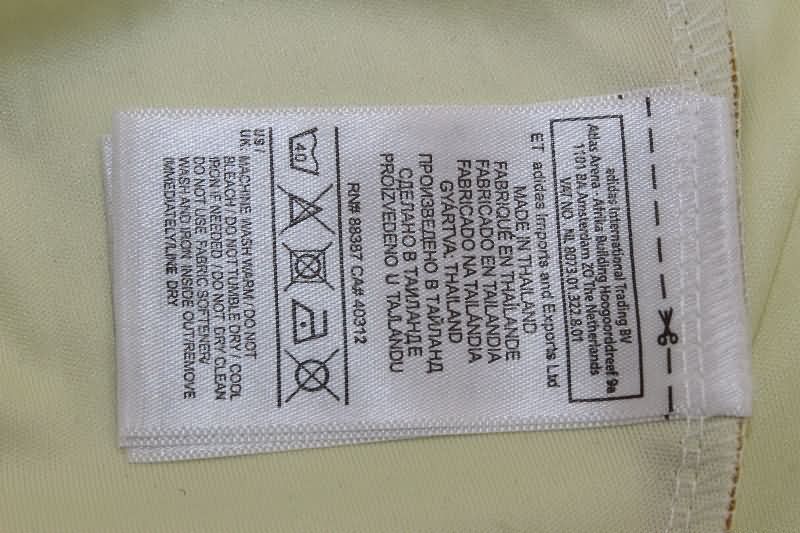 adidas International Trading BV
Atlas Arena - Afrika Building Hoogoorddreef 9a
1101 BA Amsterdam ZO The Netherlands
VAT NO. NL 8073.01.322.B.01
ET adidas Imports and Exports Ltd
MADE IN THAILAND
FABRIQUÉ EN THAÏLANDE
FABRICADO EN TAILANDIA
FABRICADO NA TAILÂNDIA
GYÁRTVA: THAILAND
ПРОИЗВЕДЕНО В ТАЙЛАНД
СДЕЛАНО В ТАИЛАНДЕ
PROIZVEDENO U TAJLANDU
RN# 88387 CA# 40312
40
US /
UK MACHINE WASH WARM / DO NOT
BLEACH / DO NOT TUMBLE DRY / COOL
IRON IF NEEDED / DO NOT DRY CLEAN
DO NOT USE FABRIC SOFTENER/
WASH AND IRON INSIDE OUT/REMOVE
IMMEDIATELY/LINE DRY